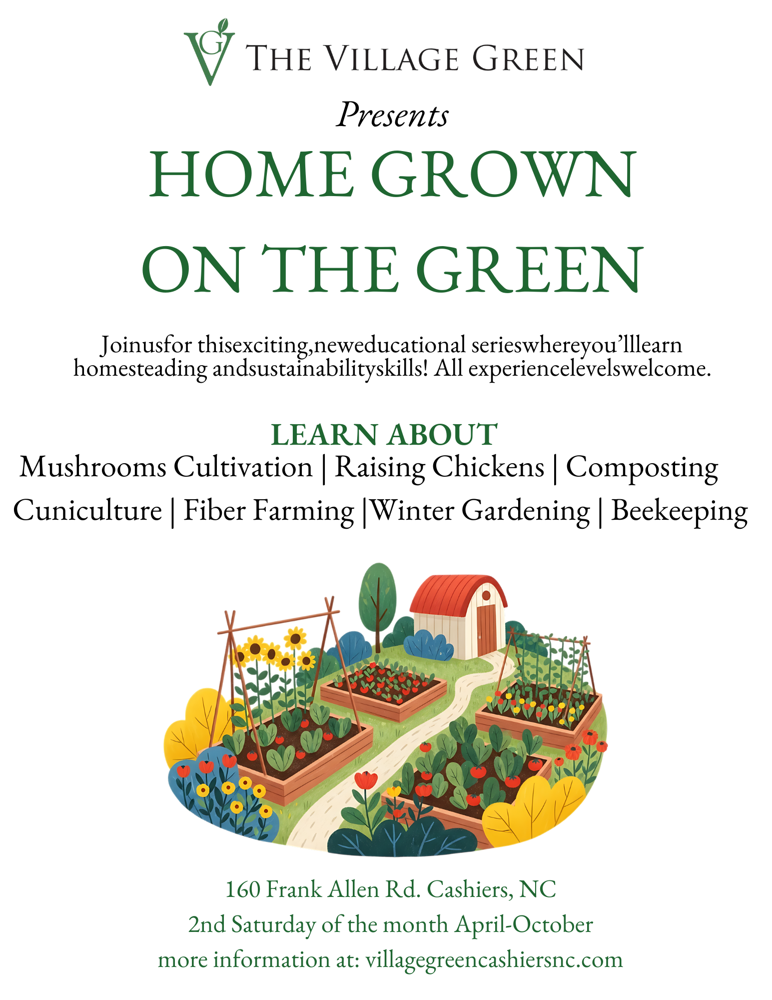 VG THE VILLAGE GREEN
Presents
HOME GROWN
ON THE GREEN
Joinusfor thisexciting,neweducational serieswhereyou’lllearn
homesteading andsustainabilityskills! All experiencelevelswelcome.
LEARN ABOUT
Mushrooms Cultivation | Raising Chickens | Composting
Cuniculture | Fiber Farming |Winter Gardening | Beekeeping
160 Frank Allen Rd. Cashiers, NC
2nd Saturday of the month April-October
more information at: villagegreencashiersnc.com